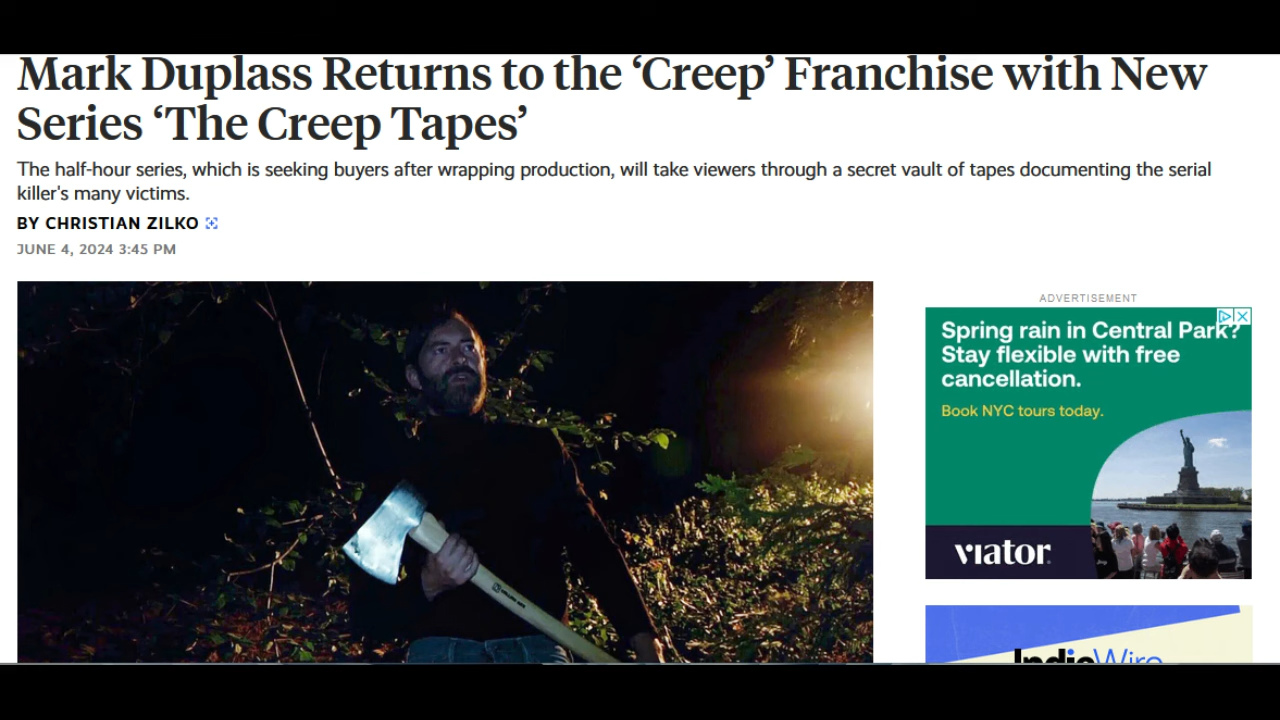 Mark Duplass Returns to the ‘Creep’ Franchise with New
Series ‘The Creep Tapes’
The half-hour series, which is seeking buyers after wrapping production, will take viewers through a secret vault of tapes documenting the serial
killer's many victims.
BY CHRISTIAN ZILKO
JUNE 4, 2024 3:45 PM
ADVERTISEMENT
Spring rain in Central Park?
Stay flexible with free
cancellation.
Book NYC tours today.
viator
IndieWire